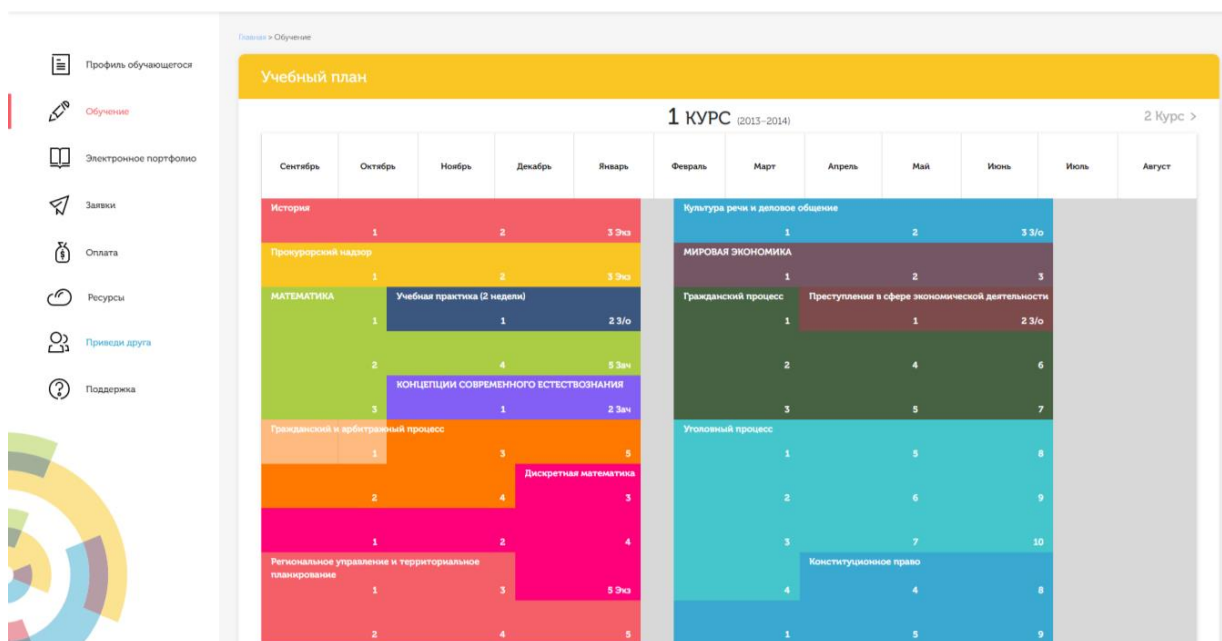 Главная > Обучение
Профиль обучающегося
Обучение
Электронное портфолио
Заявки
Оплата
Ресурсы
Приведи друга
Поддержка
Учебный план
1 КУРС (2013–2014)
2 Курс >
Сентябрь Октябрь Ноябрь Декабрь Январь Февраль Март Апрель Май Июнь Июль Август
История
1 2 3 Экз
Прокурорский надзор
1 2 3 Экз
МАТЕМАТИКА Учебная практика (2 недели)
1 1 2 З/о
2 4 5 Зач
КОНЦЕПЦИИ СОВРЕМЕННОГО ЕСТЕСТВОЗНАНИЯ
3 1 2 Зач
Гражданский и арбитражный процесс
1 3 5
Дискретная математика
2 4 3
1 2 4
Региональное управление и территориальное
планирование
1 3 5 Экз
2 4 5
Культура речи и деловое общение
1 2 3 З/о
МИРОВАЯ ЭКОНОМИКА
1 2 3
Гражданский процесс Преступления в сфере экономической деятельности
1 1 2 З/о
2 4 6
3 5 7
Уголовный процесс
1 5 8
2 6 9
3 7 10
Конституционное право
4 4 8
1 5 9